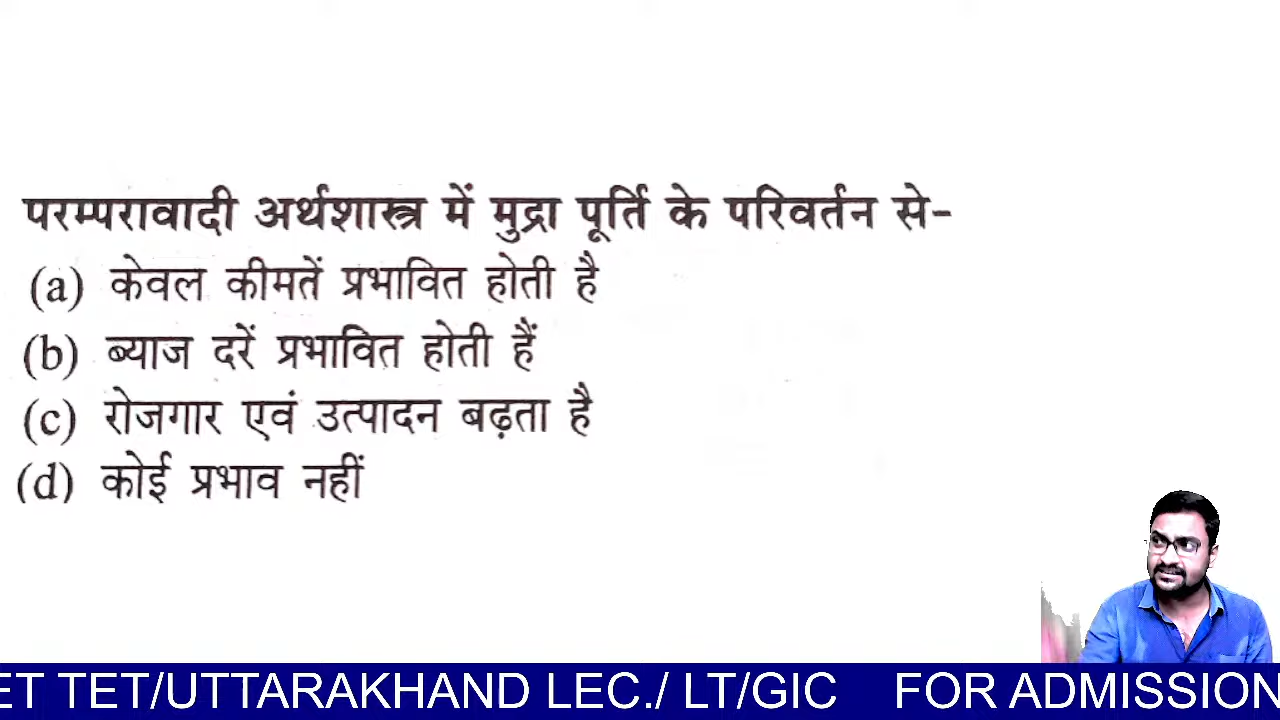 परम्परावादी अर्थशास्त्र में मुद्रा पूर्ति के परिवर्तन से-
(a) केवल कीमतें प्रभावित होती है
(b) ब्याज दरें प्रभावित होती हैं
(c) रोजगार एवं उत्पादन बढ़ता है
(d) कोई प्रभाव नहीं
ET TET/UTTARAKHAND LEC./ LT/GIC FOR ADMISSION